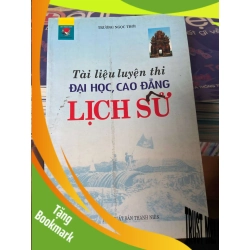 TRƯƠNG NGỌC THƠI
Tài liệu luyện thi
ĐẠI HỌC, CAO ĐẲNG
LỊCH SỬ
Tặng
Bookmark